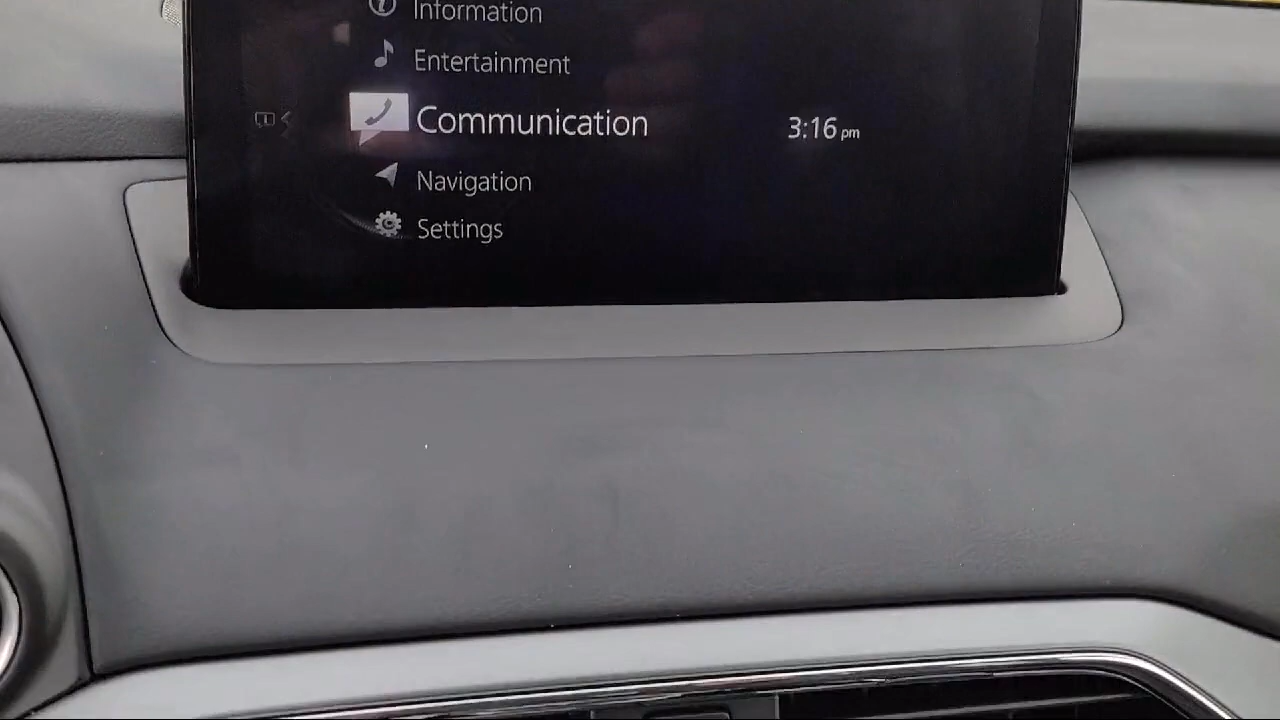 Information
Entertainment
Communication
3:16 pm
Navigation
Settings